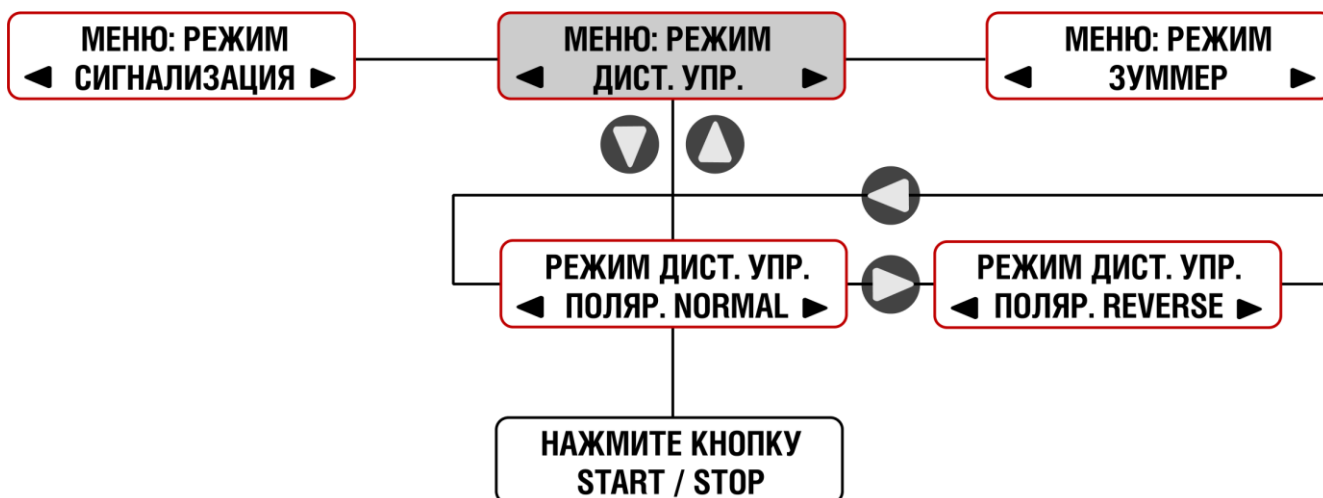 МЕНЮ: РЕЖИМ
◄ СИГНАЛИЗАЦИЯ ►
МЕНЮ: РЕЖИМ
◄ ДИСТ. УПР. ►
МЕНЮ: РЕЖИМ
◄ ЗУММЕР ►
РЕЖИМ ДИСТ. УПР.
◄ ПОЛЯР. NORMAL ►
РЕЖИМ ДИСТ. УПР.
◄ ПОЛЯР. REVERSE ►
НАЖМИТЕ КНОПКУ
START / STOP